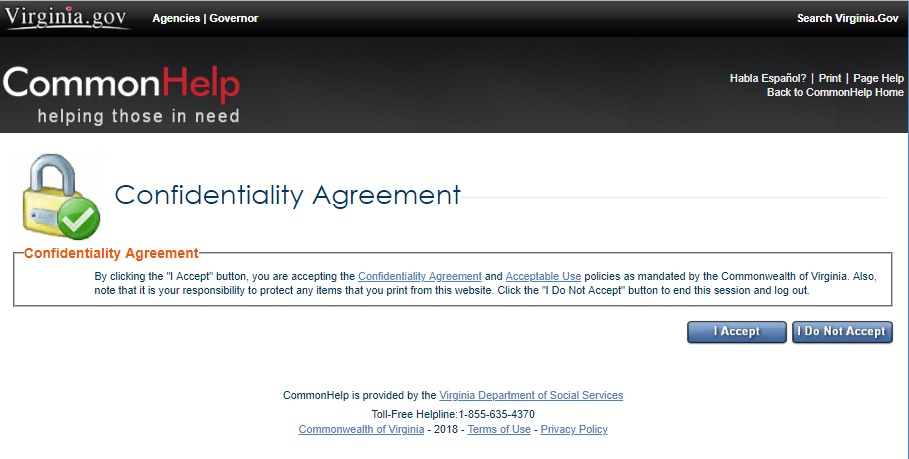 Virginia.gov Agencies | Governor Search Virginia.Gov
CommonHelp
helping those in need
Habla Español? | Print | Page Help
Back to CommonHelp Home
Confidentiality Agreement
Confidentiality Agreement
By clicking the "I Accept" button, you are accepting the Confidentiality Agreement and Acceptable Use policies as mandated by the Commonwealth of Virginia. Also,
note that it is your responsibility to protect any items that you print from this website. Click the "I Do Not Accept" button to end this session and log out.
I Accept I Do Not Accept
CommonHelp is provided by the Virginia Department of Social Services
Toll-Free Helpline:1-855-635-4370
Commonwealth of Virginia - 2018 - Terms of Use - Privacy Policy